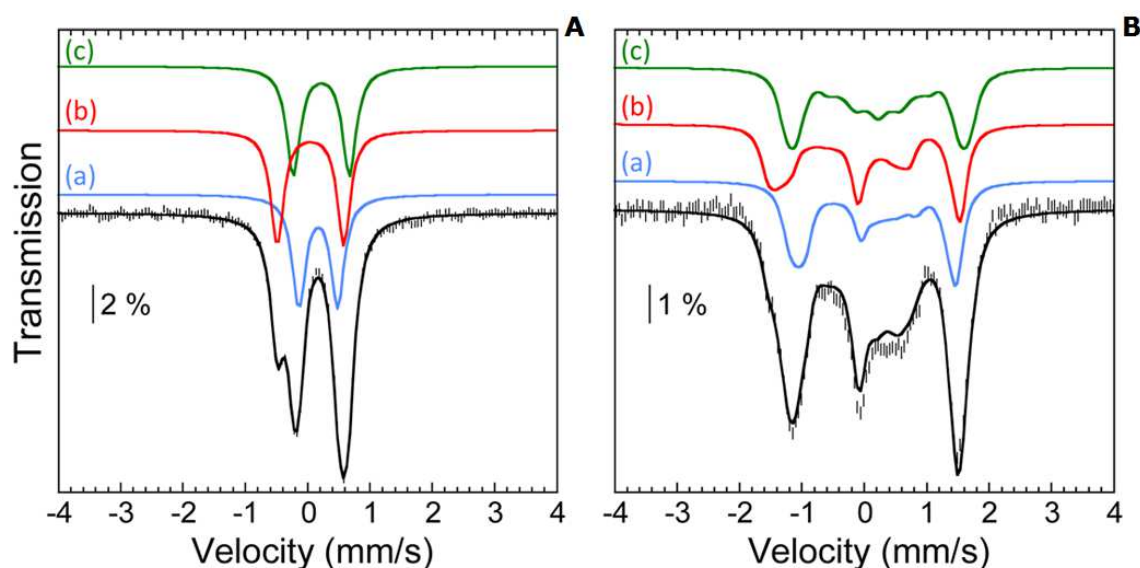 A
(c)
(b)
(a)
2 %
Transmission
-4 -3 -2 -1 0 1 2 3 4
Velocity (mm/s)
B
(c)
(b)
(a)
1 %
-4 -3 -2 -1 0 1 2 3 4
Velocity (mm/s)